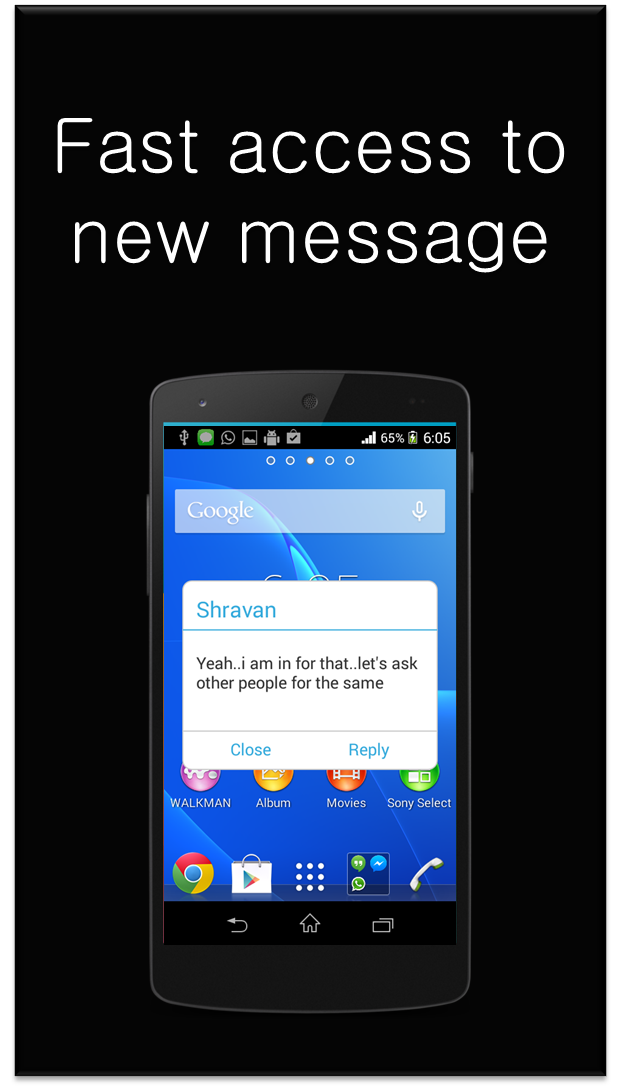 Fast access to
new message
65% 6:05
Google
Shravan
Yeah..i am in for that..let's ask
other people for the same
Close Reply
WALKMAN Album Movies Sony Select